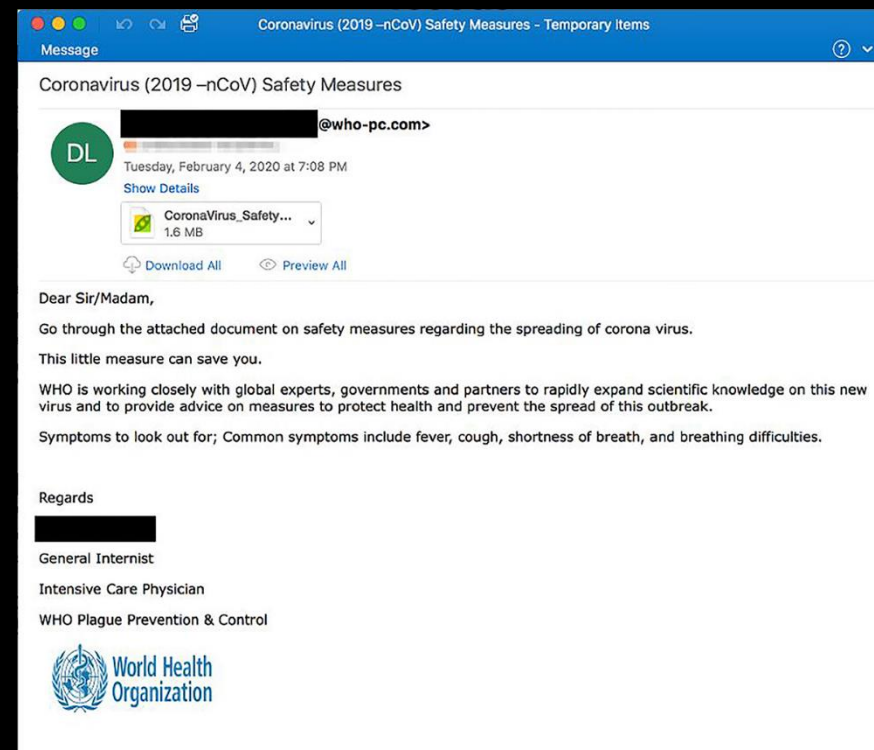 Coronavirus (2019 –nCoV) Safety Measures - Temporary Items
Message
Coronavirus (2019 –nCoV) Safety Measures
@who-pc.com>
DL
Tuesday, February 4, 2020 at 7:08 PM
Show Details
CoronaVirus_Safety...
1.6 MB
Download All Preview All
Dear Sir/Madam,
Go through the attached document on safety measures regarding the spreading of corona virus.
This little measure can save you.
WHO is working closely with global experts, governments and partners to rapidly expand scientific knowledge on this new
virus and to provide advice on measures to protect health and prevent the spread of this outbreak.
Symptoms to look out for; Common symptoms include fever, cough, shortness of breath, and breathing difficulties.
Regards
General Internist
Intensive Care Physician
WHO Plague Prevention & Control
World Health
Organization